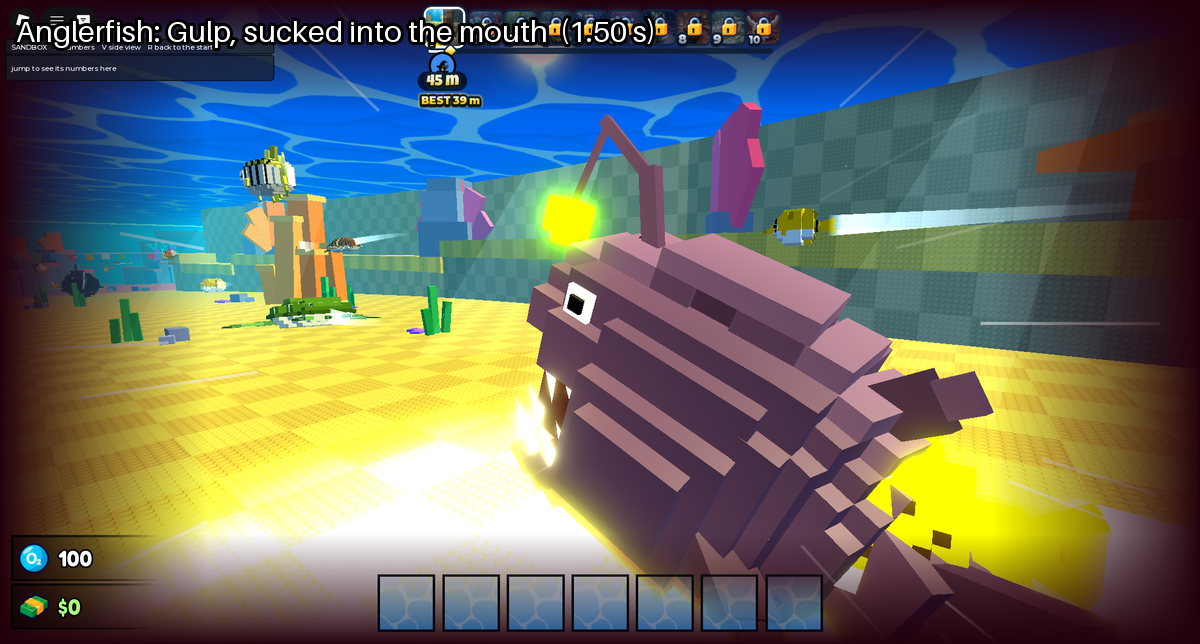 Anglerfish: Gulp, sucked into the mouth (1.50 s)
SANDBOX
V side view R back to the start
jump to see its numbers here
8
9
10
45 m
BEST 39 m
O₂ 100
$0